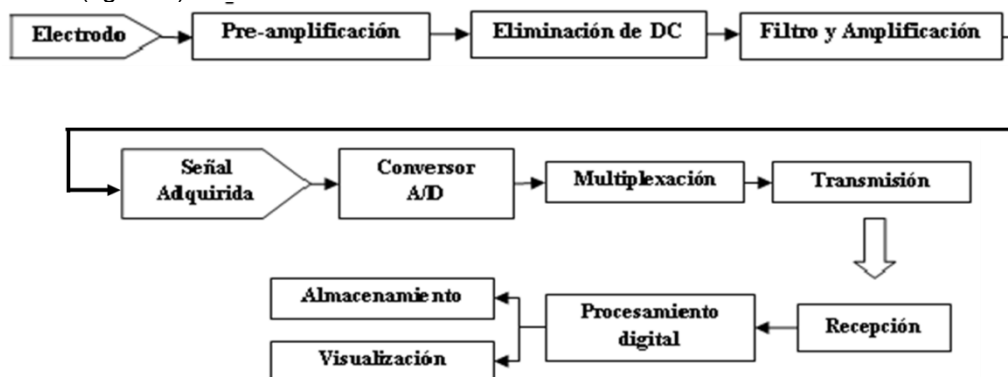 Electrodo
Pre-amplificación
Eliminación de DC
Filtro y Amplificación
Señal
Adquirida
Conversor
A/D
Multiplexación
Transmisión
Almacenamiento
Visualización
Procesamiento
digital
Recepción